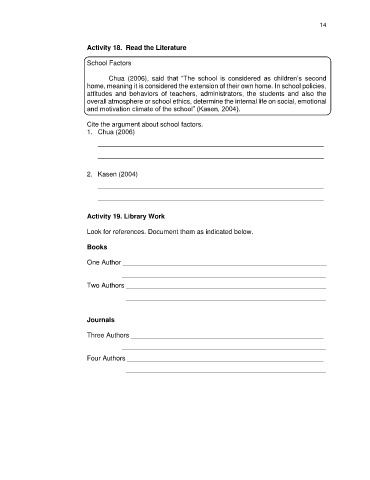 14
Activity 18. Read the Literature
School Factors
Chua (2006), said that “The school is considered as children’s second
home, meaning it is considered the extension of their own home. In school policies,
attitudes and behaviors of teachers, administrators, the students and also the
overall atmosphere or school ethics, determine the internal life on social, emotional
and motivation climate of the school” (Kasen, 2004).
Cite the argument about school factors.
1. Chua (2006)
2. Kasen (2004)
Activity 19. Library Work
Look for references. Document them as indicated below.
Books
One Author
Two Authors
Journals
Three Authors
Four Authors